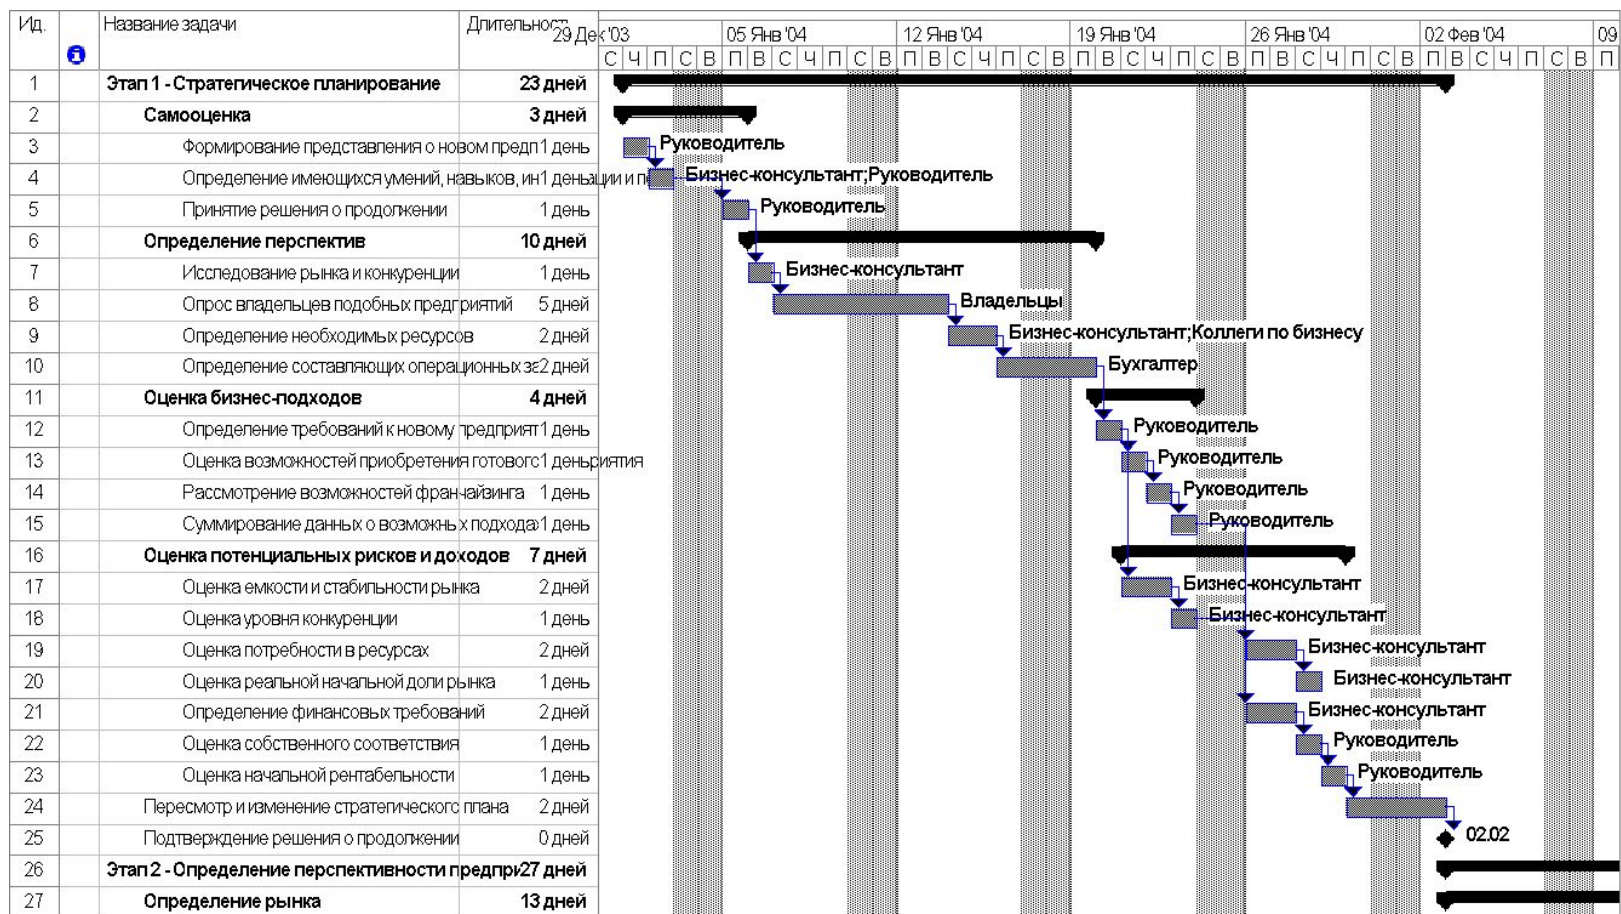 Ид. Название задачи Длительность 29 Дек '03 05 Янв '04 12 Янв '04 19 Янв '04 26 Янв '04 02 Фев '04 09
С Ч П С В П В С Ч П С В П В С Ч П С В П В С Ч П С В П В С Ч П С В П В С Ч П С В П
1 Этап 1 - Стратегическое планирование 23 дней
2 Самооценка 3 дней
3 Формирование представления о новом предп 1 день Руководитель
4 Определение имеющихся умений, навыков, ин 1 день ции и п Бизнес-консультант;Руководитель
5 Принятие решения о продолжении 1 день Руководитель
6 Определение перспектив 10 дней
7 Исследование рынка и конкуренции 1 день Бизнес-консультант
8 Опрос владельцев подобных предприятий 5 дней Владельцы
9 Определение необходимых ресурсов 2 дней Бизнес-консультант;Коллеги по бизнесу
10 Определение составляющих операционных за 2 дней Бухгалтер
11 Оценка бизнес-подходов 4 дней
12 Определение требований к новому предприят 1 день Руководитель
13 Оценка возможностей приобретения готовог 1 день риятия Руководитель
14 Рассмотрение возможностей франчайзинга 1 день Руководитель
15 Суммирование данных о возможных подхода 1 день Руководитель
16 Оценка потенциальных рисков и доходов 7 дней
17 Оценка емкости и стабильности рынка 2 дней Бизнес-консультант
18 Оценка уровня конкуренции 1 день Бизнес-консультант
19 Оценка потребности в ресурсах 2 дней Бизнес-консультант
20 Оценка реальной начальной доли рынка 1 день Бизнес-консультант
21 Определение финансовых требований 2 дней Бизнес-консультант
22 Оценка собственного соответствия 1 день Руководитель
23 Оценка начальной рентабельности 1 день Руководитель
24 Пересмотр и изменение стратегического плана 2 дней
25 Подтверждение решения о продолжении 0 дней 02.02
26 Этап 2 - Определение перспективности предпри 27 дней
27 Определение рынка 13 дней